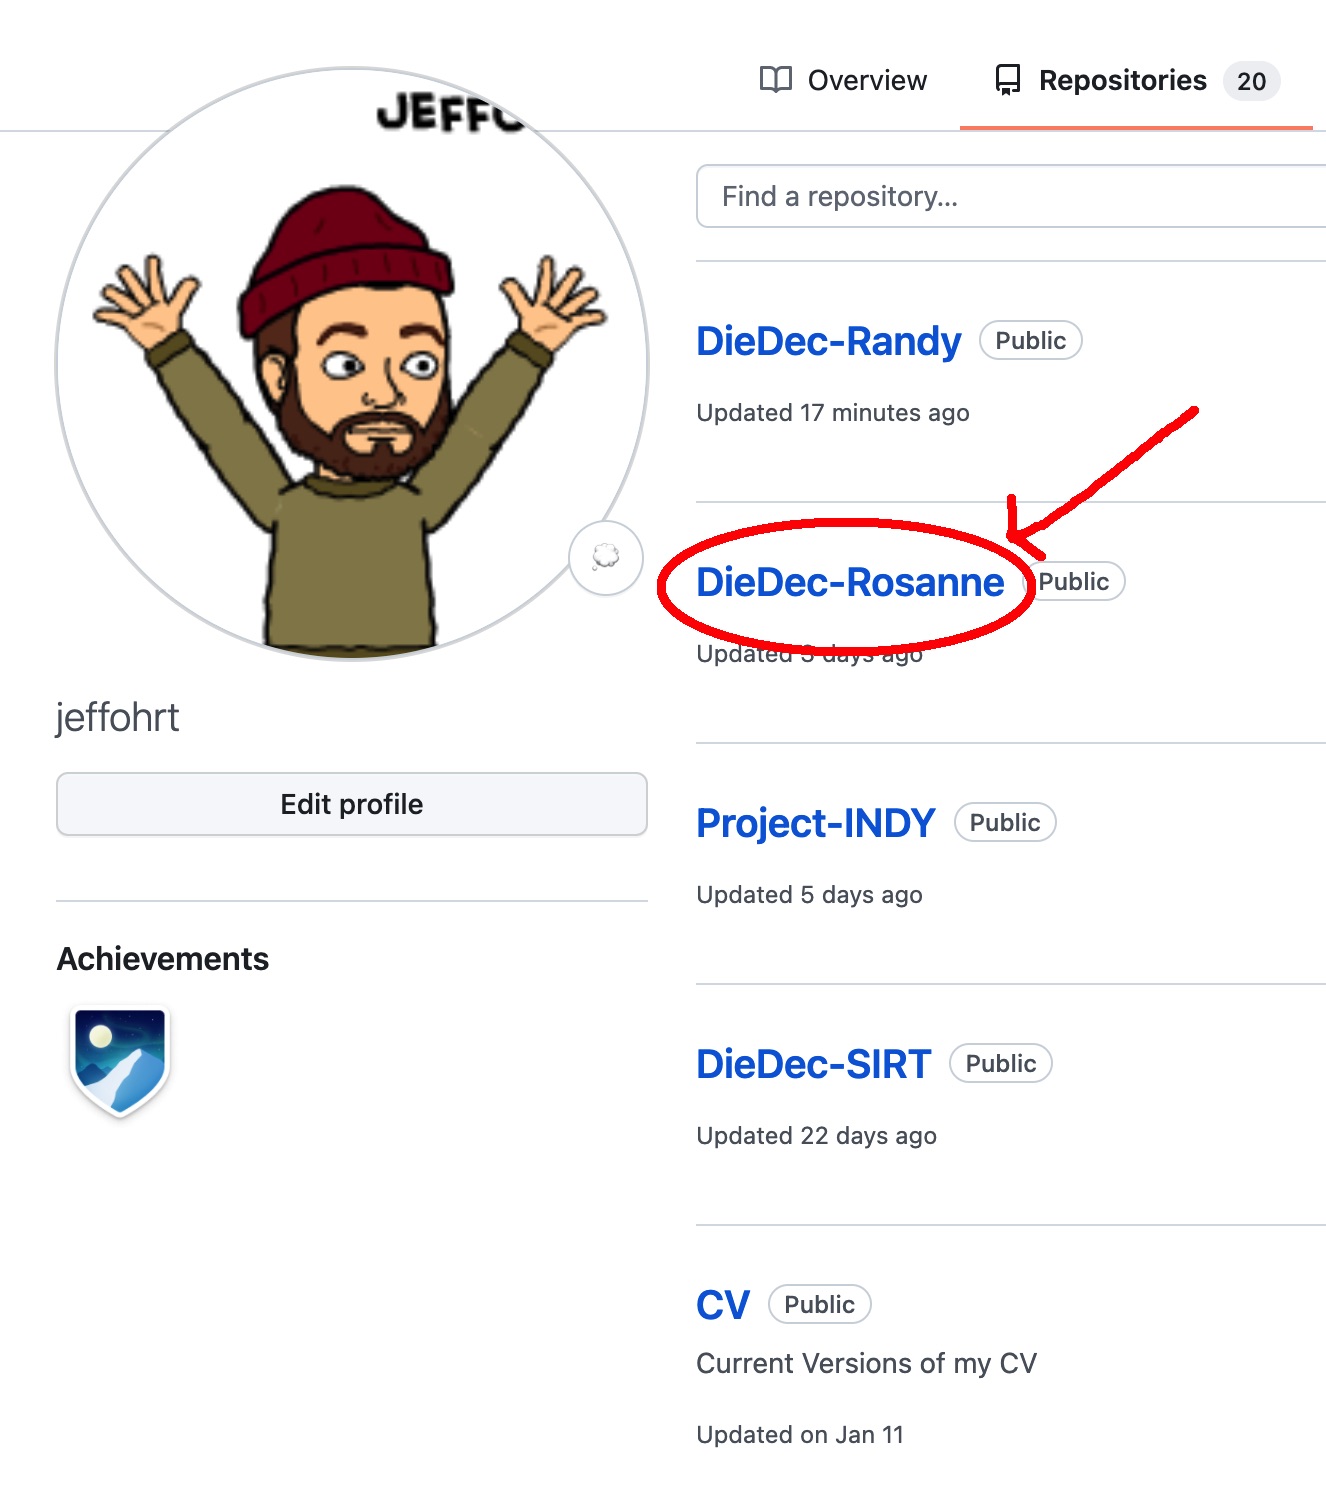 Overview
Repositories 20
Find a repository...
DieDec-Randy Public
Updated 17 minutes ago
DieDec-Rosanne Public
Updated 3 days ago
jeffohrt
Edit profile
Project-INDY Public
Updated 5 days ago
Achievements
DieDec-SIRT Public
Updated 22 days ago
CV Public
Current Versions of my CV
Updated on Jan 11